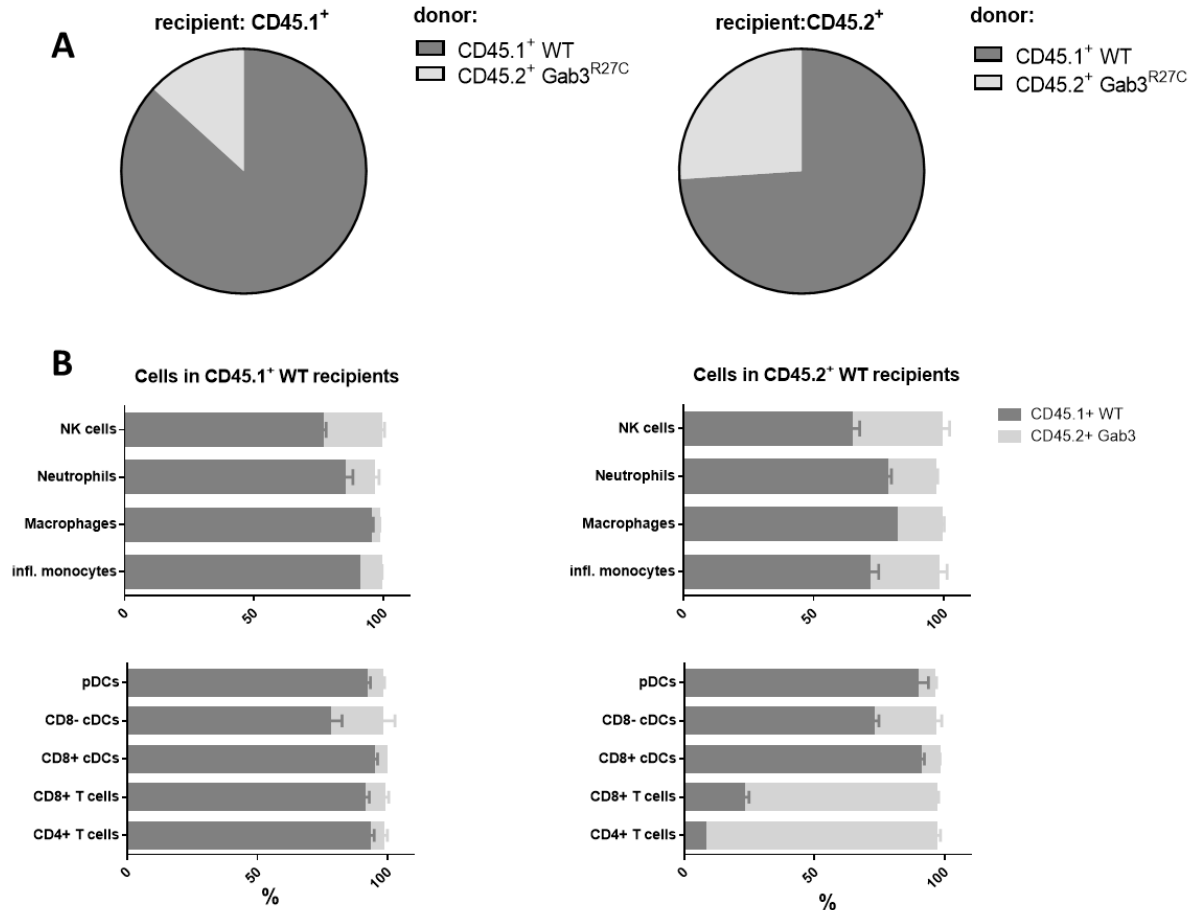 A
recipient: CD45.1+
donor:
CD45.1+ WT
CD45.2+ Gab3R27C
recipient:CD45.2+
donor:
CD45.1+ WT
CD45.2+ Gab3R27C
B
Cells in CD45.1+ WT recipients
NK cells
Neutrophils
Macrophages
infl. monocytes
0 50 100
pDCs
CD8- cDCs
CD8+ cDCs
CD8+ T cells
CD4+ T cells
0 50 100
%
Cells in CD45.2+ WT recipients
CD45.1+ WT
CD45.2+ Gab3
NK cells
Neutrophils
Macrophages
infl. monocytes
0 50 100
pDCs
CD8- cDCs
CD8+ cDCs
CD8+ T cells
CD4+ T cells
0 50 100
%